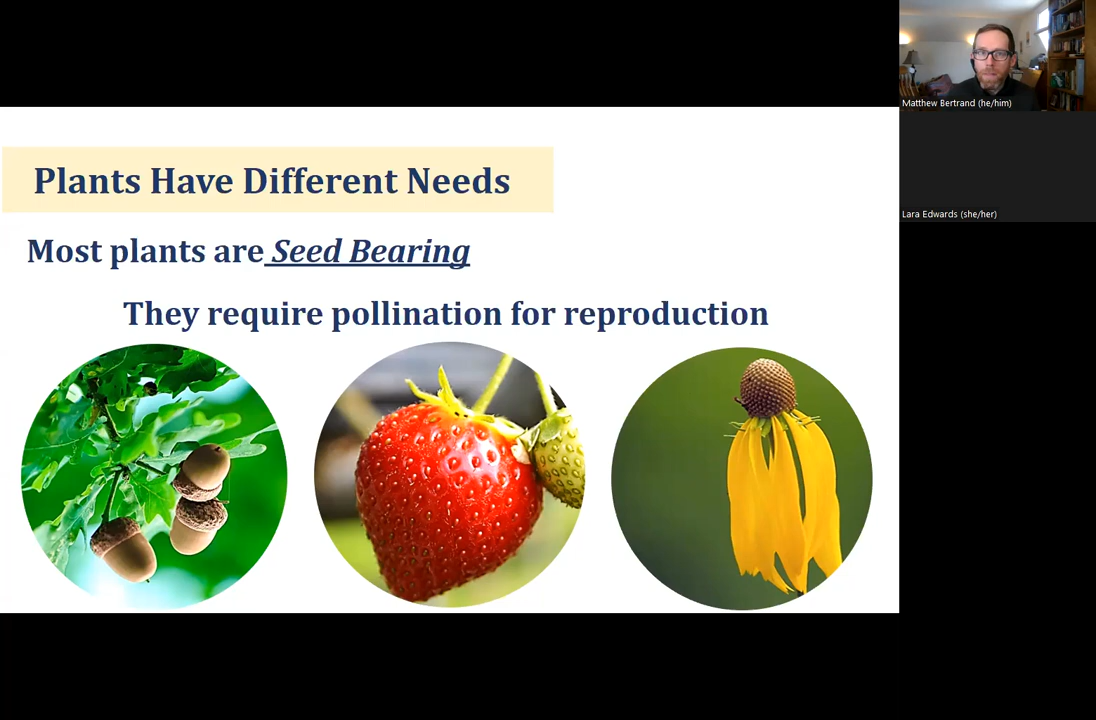 Plants Have Different Needs
Most plants are Seed Bearing
They require pollination for reproduction
Matthew Bertrand (he/him)
Lara Edwards (she/her)